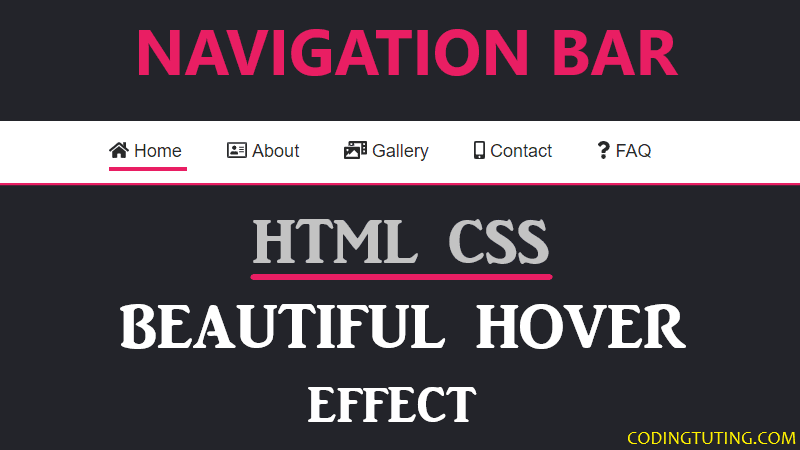 NAVIGATION BAR
Home About Gallery Contact FAQ
HTML CSS
BEAUTIFUL HOVER
EFFECT
CODINGTUTING.COM